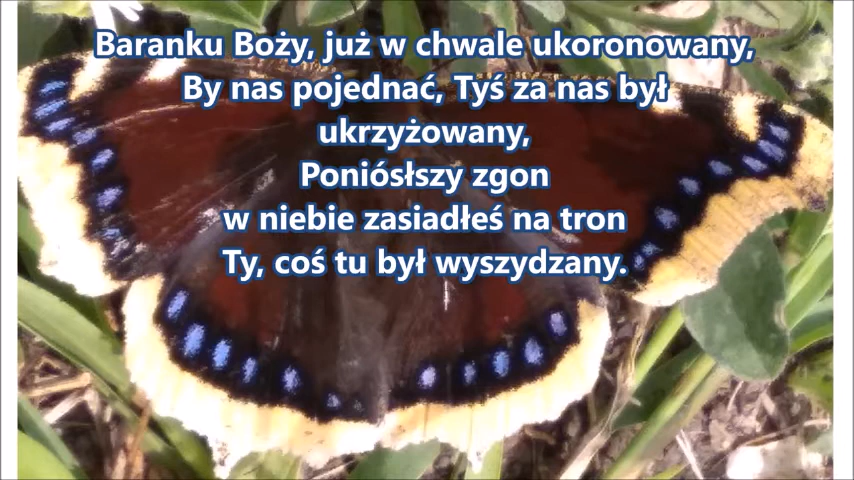 Baranku Boży, już w chwale ukoronowany,
By nas pojednać, Tyś za nas był
ukrzyżowany,
Poniósłszy zgon
w niebie zasiadłeś na tron
Ty, coś tu był wyszydzany.